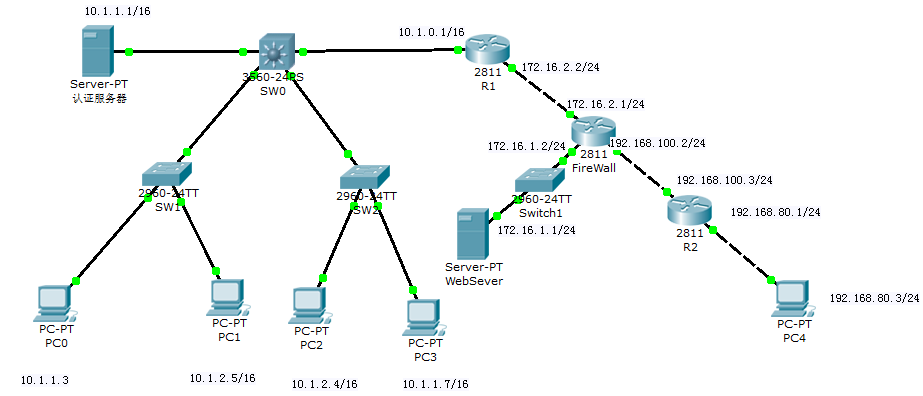 10.1.1.1/16
10.1.0.1/16
Server-PT
认证服务器
3560-24PS
SW0
2811
R1
172.16.2.2/24
172.16.2.1/24
172.16.1.2/24
2811
FireWall
192.168.100.2/24
192.168.100.3/24
2960-24TT
SW1
2960-24TT
SW2
2960-24TT
Switch1
172.16.1.1/24
Server-PT
WebSever
2811
R2
192.168.80.1/24
192.168.80.3/24
PC-PT
PC0
PC-PT
PC1
PC-PT
PC2
PC-PT
PC3
PC-PT
PC4
10.1.1.3
10.1.2.5/16
10.1.2.4/16
10.1.1.7/16